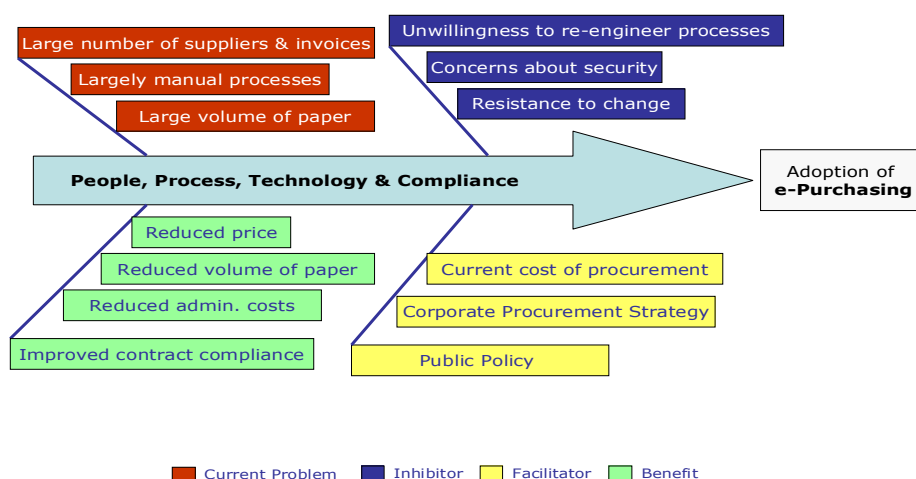 Large number of suppliers & invoices
Largely manual processes
Large volume of paper
Unwillingness to re-engineer processes
Concerns about security
Resistance to change
People, Process, Technology & Compliance
Adoption of
e-Purchasing
Reduced price
Reduced volume of paper
Reduced admin. costs
Improved contract compliance
Current cost of procurement
Corporate Procurement Strategy
Public Policy
Current Problem
Inhibitor
Facilitator
Benefit